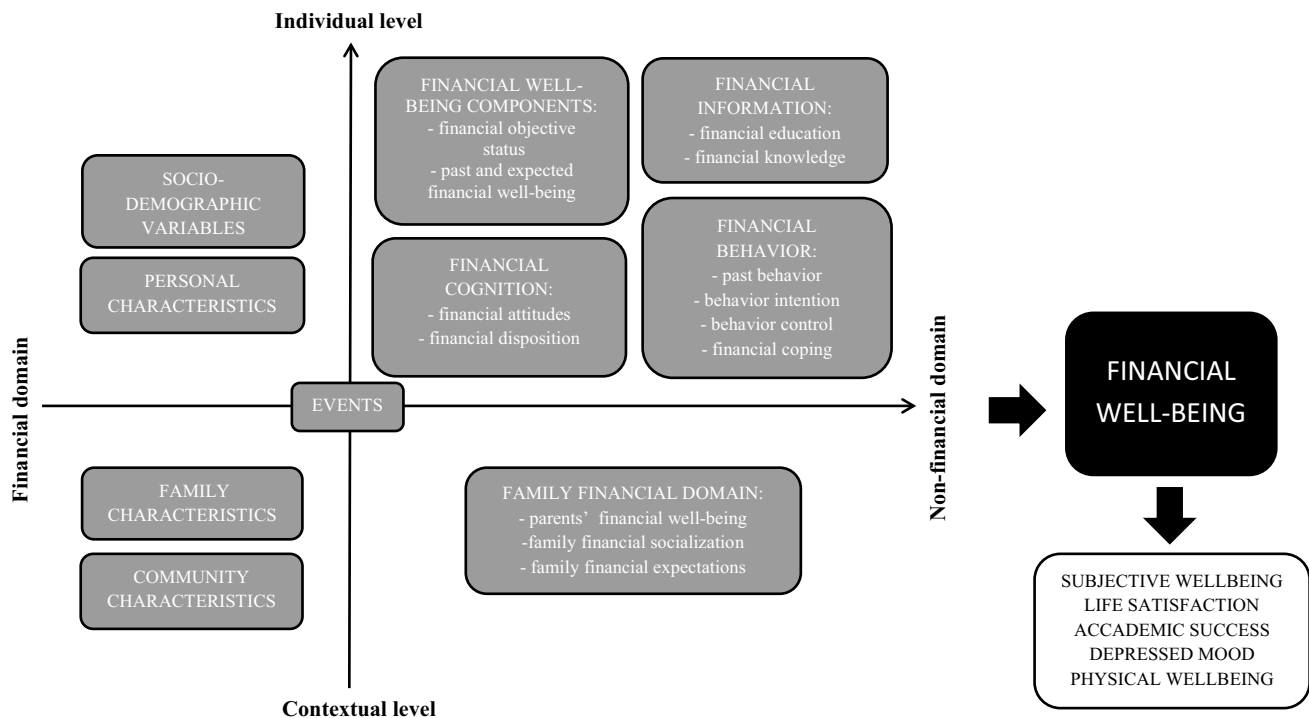 Individual level
FINANCIAL WELL-
BEING COMPONENTS:
- financial objective
status
- past and expected
financial well-being
FINANCIAL
INFORMATION:
- financial education
- financial knowledge
SOCIO-
DEMOGRAPHIC
VARIABLES
PERSONAL
CHARACTERISTICS
FINANCIAL
COGNITION:
- financial attitudes
- financial disposition
FINANCIAL
BEHAVIOR:
- past behavior
- behavior intention
- behavior control
- financial coping
Financial domain
EVENTS
Non-financial domain
FINANCIAL
WELL-BEING
FAMILY
CHARACTERISTICS
COMMUNITY
CHARACTERISTICS
FAMILY FINANCIAL DOMAIN:
- parents’ financial well-being
-family financial socialization
- family financial expectations
SUBJECTIVE WELLBEING
LIFE SATISFACTION
ACCADEMIC SUCCESS
DEPRESSED MOOD
PHYSICAL WELLBEING
Contextual level